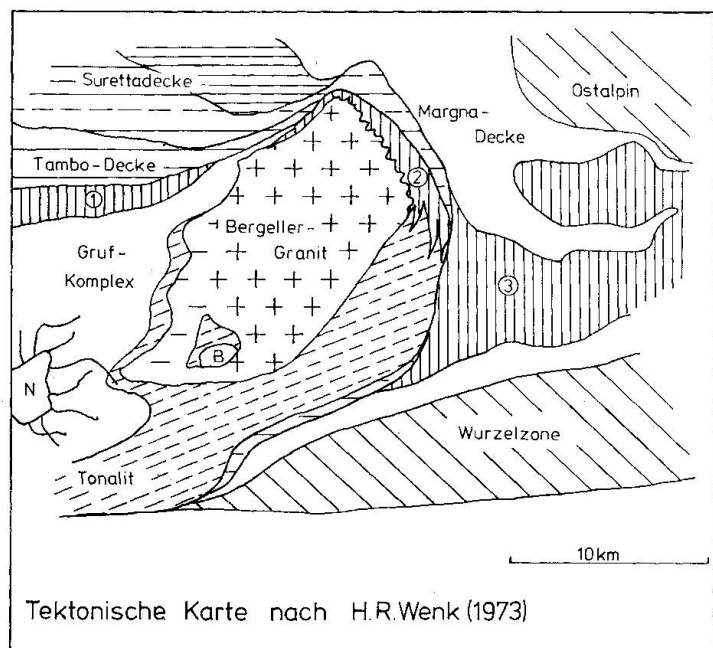 Surettadecke
Ostalpin
Margna-
Decke
Tambo-Decke
1
2
Bergeller-
Granit
Gruf-
Komplex
3
B
N
Wurzelzone
Tonalit
10 km
Tektonische Karte nach H.R.Wenk (1973)